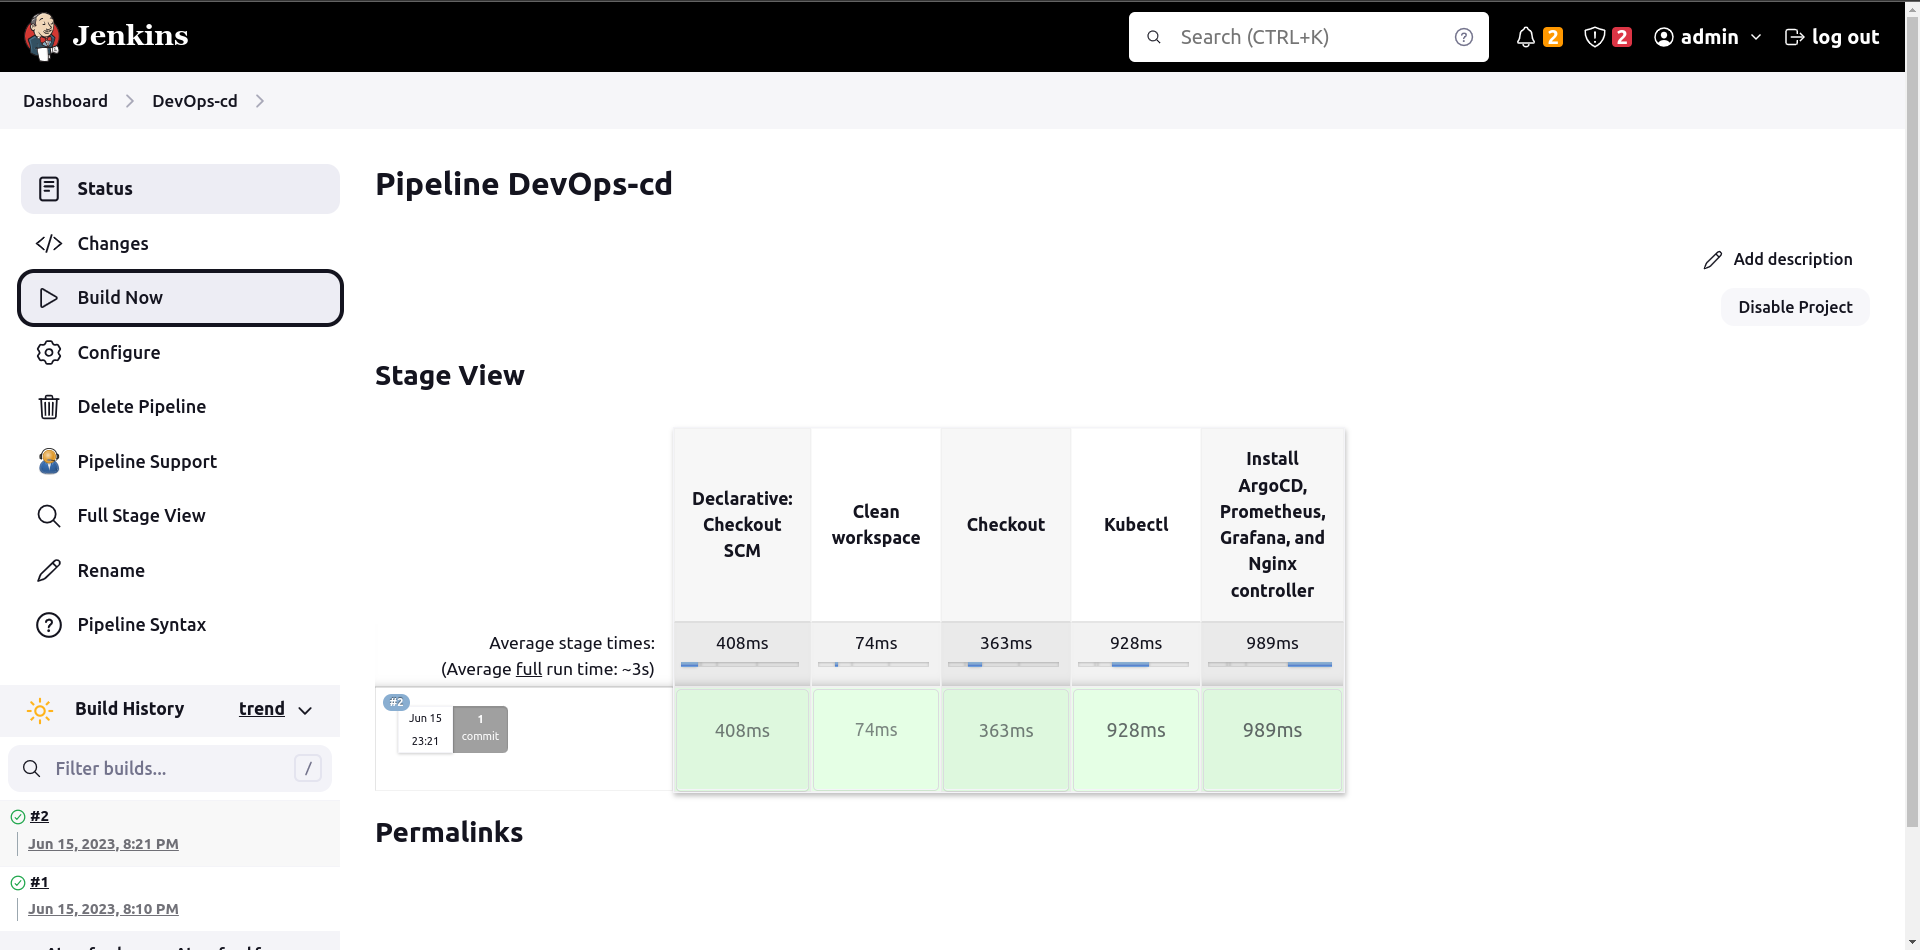 Jenkins
Search (CTRL+K)
2
2
admin
log out
Dashboard
DevOps-cd
Status
Changes
Build Now
Configure
Delete Pipeline
Pipeline Support
Full Stage View
Rename
Pipeline Syntax
Build History
trend
Filter builds...
/
#2
Jun 15, 2023, 8:21 PM
#1
Jun 15, 2023, 8:10 PM
Pipeline DevOps-cd
Add description
Disable Project
Stage View
Declarative:
Checkout
SCM
Clean
workspace
Checkout
Kubectl
Install
ArgoCD,
Prometheus,
Grafana, and
Nginx
controller
Average stage times:
(Average full run time: ~3s)
408ms
74ms
363ms
928ms
989ms
#2
Jun 15
23:21
1
commit
408ms
74ms
363ms
928ms
989ms
Permalinks